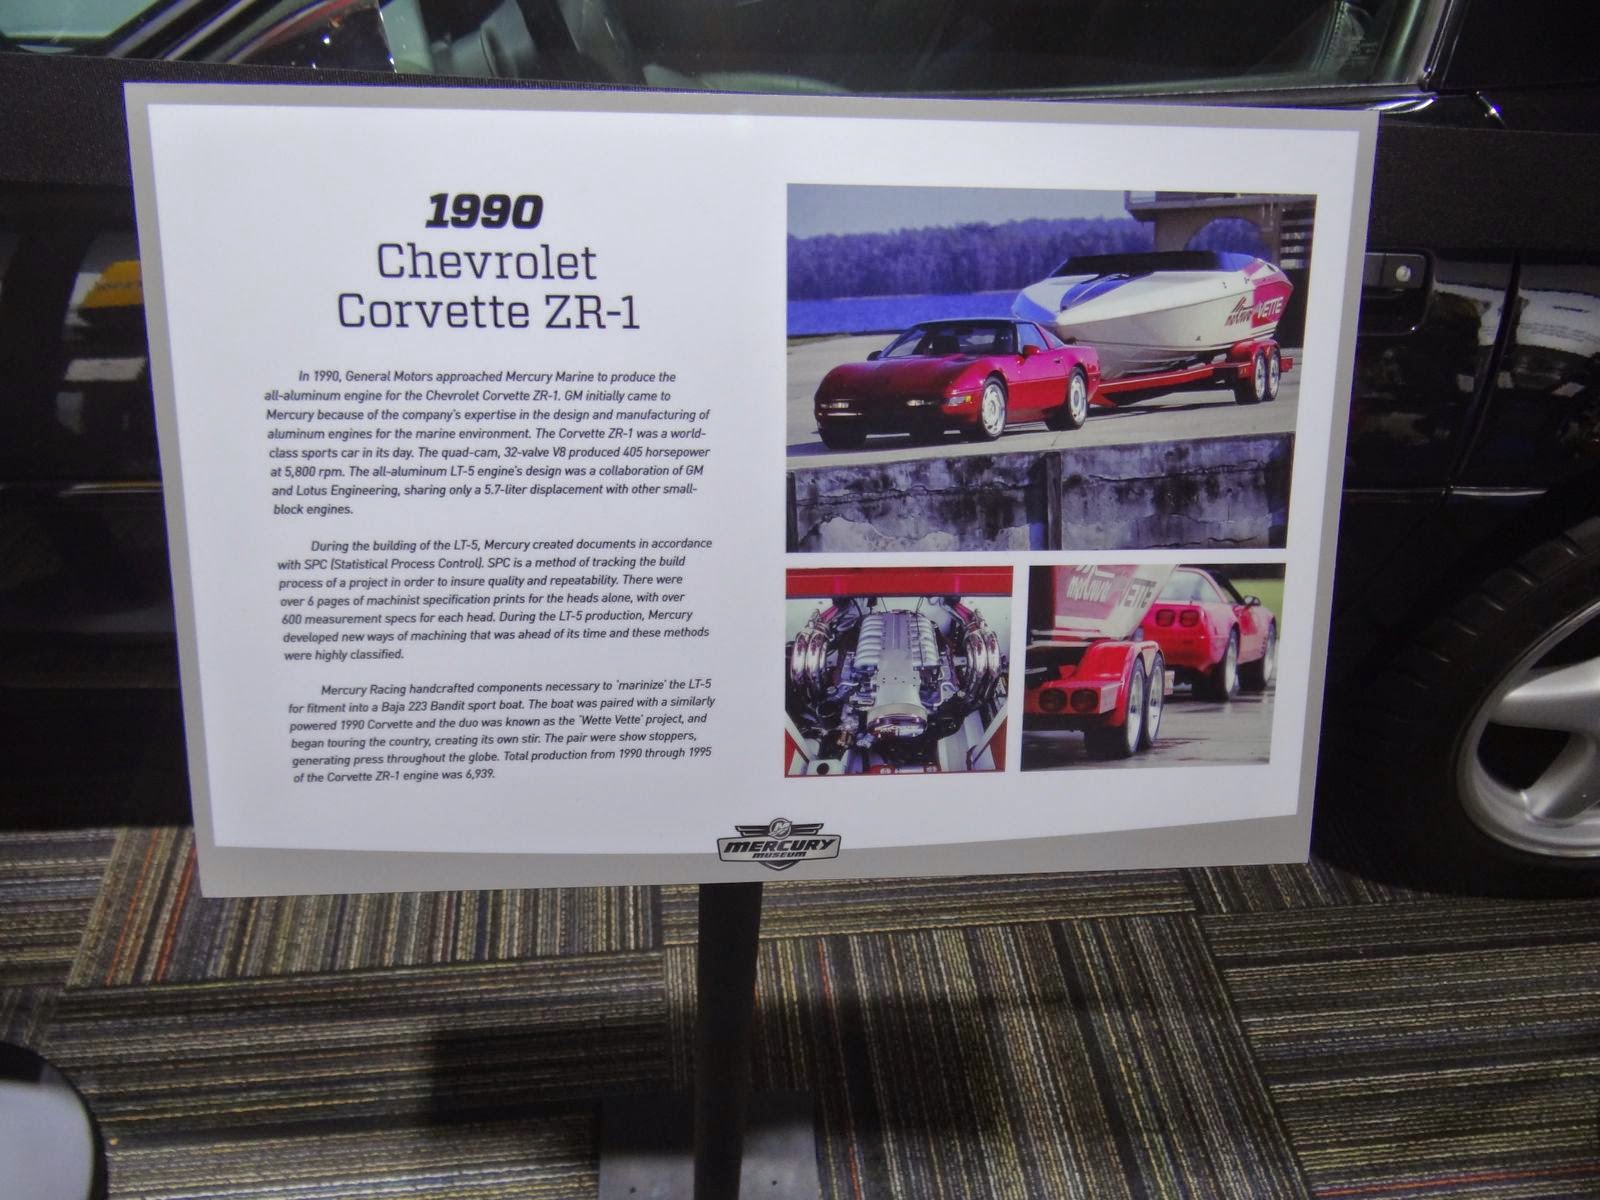 1990
Chevrolet
Corvette ZR-1
In 1990, General Motors approached Mercury Marine to produce the
all-aluminum engine for the Chevrolet Corvette ZR-1. GM initially came to
Mercury because of the company's expertise in the design and manufacturing of
aluminum engines for the marine environment. The Corvette ZR-1 was a world-
class sports car in its day. The quad-cam, 32-valve V8 produced 405 horsepower
at 5,800 rpm. The all-aluminum LT-5 engine's design was a collaboration of GM
and Lotus Engineering, sharing only a 5.7-liter displacement with other small-
block engines.
During the building of the LT-5, Mercury created documents in accordance
with SPC (Statistical Process Control). SPC is a method of tracking the build
process of a project in order to insure quality and repeatability. There were
over 6 pages of machinist specification prints for the heads alone, with over
600 measurement specs for each head. During the LT-5 production, Mercury
developed new ways of machining that was ahead of its time and these methods
were highly classified.
Mercury Racing handcrafted components necessary to 'marinize' the LT-5
for fitment into a Baja 223 Bandit sport boat. The boat was paired with a similarly
powered 1990 Corvette and the duo was known as the 'Wette Vette' project, and
began touring the country, creating its own stir. The pair were show stoppers,
generating press throughout the globe. Total production from 1990 through 1995
of the Corvette ZR-1 engine was 6,939.
VETTE
VETTE
MERCURY
MUSEUM